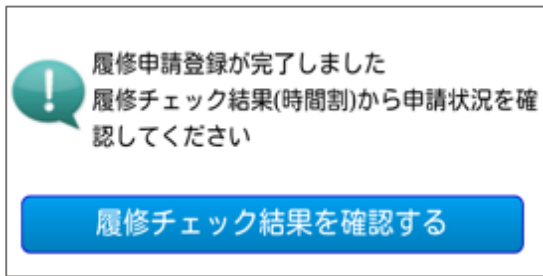 履修申請登録が完了しました
履修チェック結果(時間割)から申請状況を確
認してください
履修チェック結果を確認する